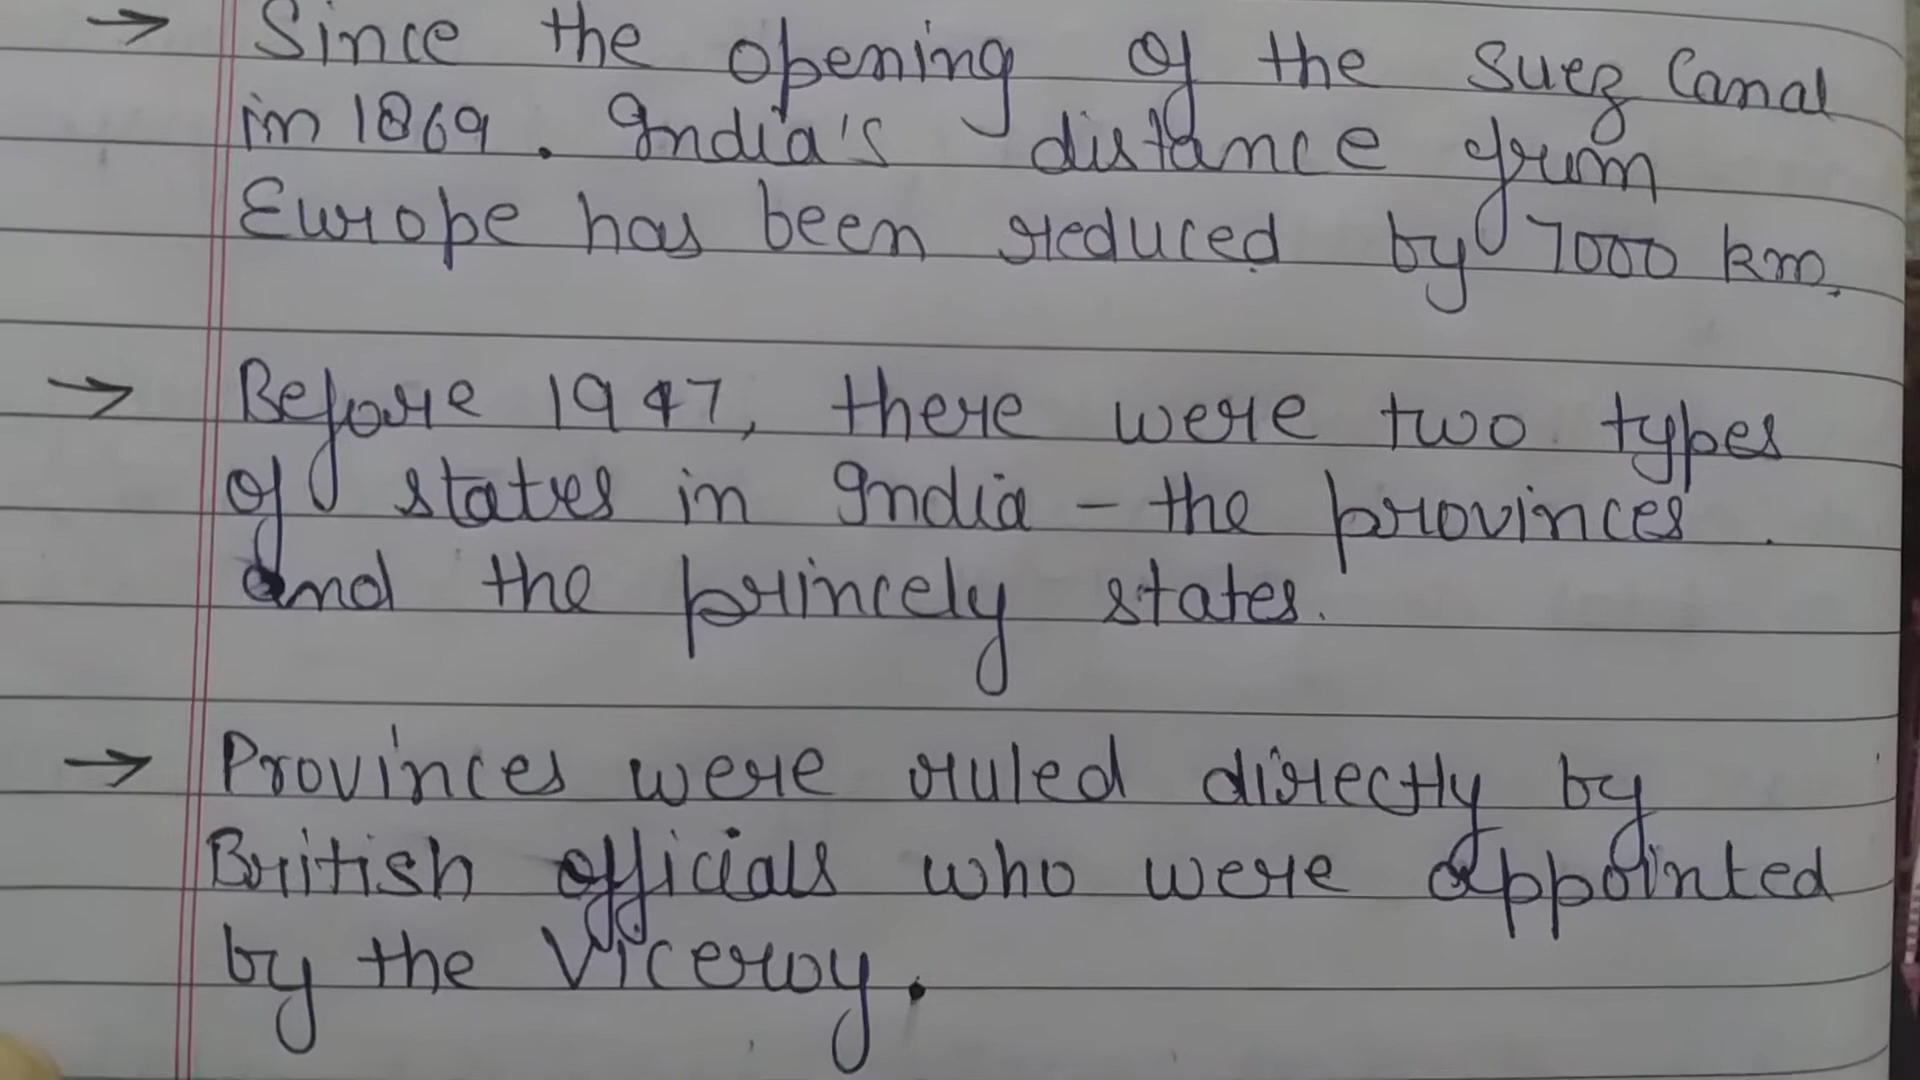 → Since the opening of the Suez Canal
in 1869. India's distance from
Europe has been reduced by 7000 km.
→ Before 1947, there were two types
of states in India - the provinces
and the princely states.
→ Provinces were ruled directly by
British officials who were appointed
by the Viceroy.